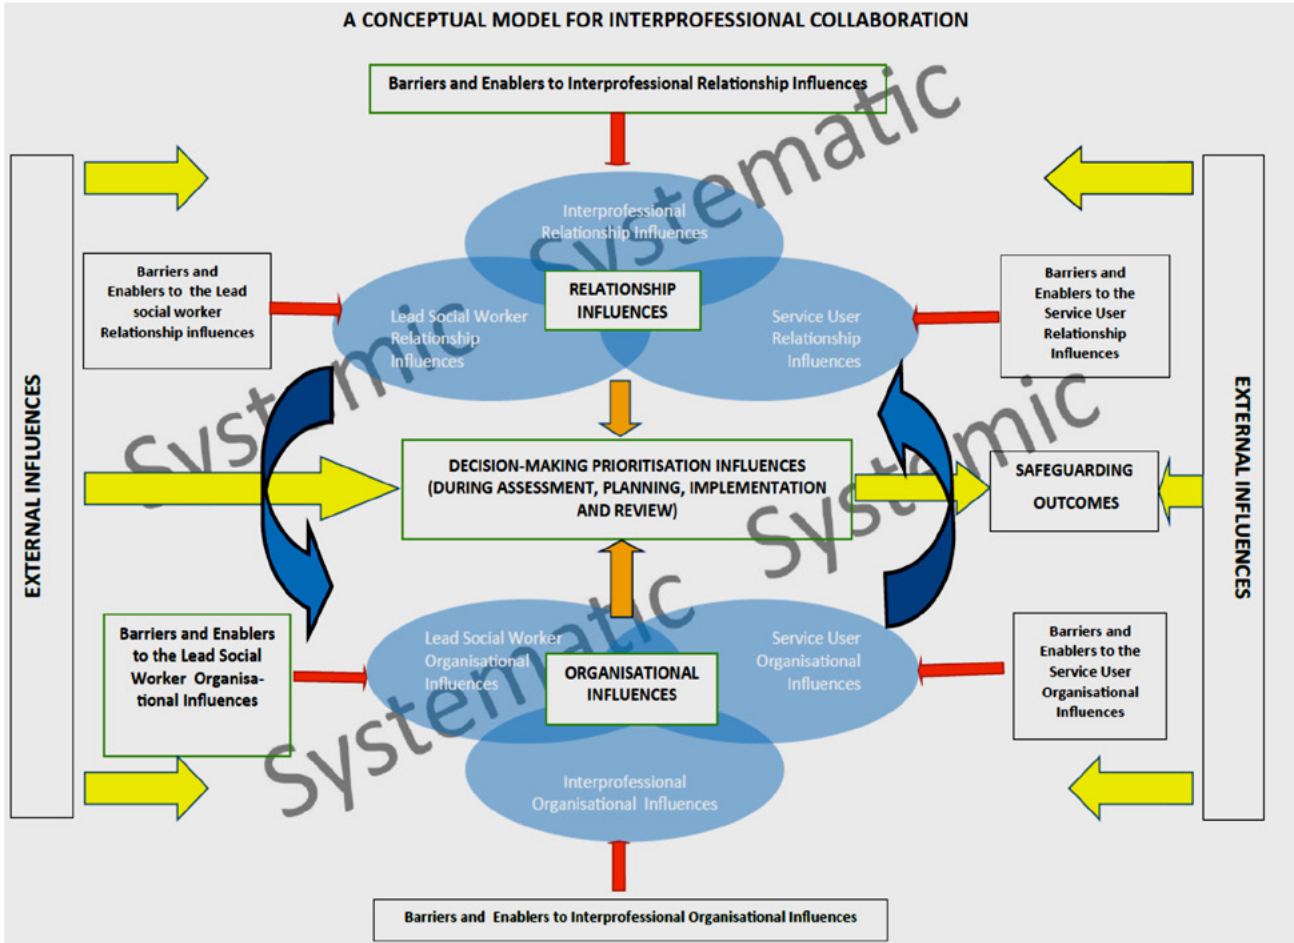 A CONCEPTUAL MODEL FOR INTERPROFESSIONAL COLLABORATION
Barriers and Enablers to Interprofessional Relationship Influences
Systematic
EXTERNAL INFLUENCES
Interprofessional
Relationship Influences
Barriers and
Enablers to the Lead
social worker
Relationship influences
RELATIONSHIP
INFLUENCES
Lead Social Worker
Relationship
Influences
Service User
Relationship
Influences
Barriers and
Enablers to the
Service User
Relationship
Influences
EXTERNAL INFLUENCES
Systemic
Systemic
DECISION-MAKING PRIORITISATION INFLUENCES
(DURING ASSESSMENT, PLANNING, IMPLEMENTATION
AND REVIEW)
SAFEGUARDING
OUTCOMES
Barriers and Enablers
to the Lead Social
Worker Organisa-
tional Influences
Lead Social Worker
Organisational
Influences
ORGANISATIONAL
INFLUENCES
Service User
Organisational
Influences
Barriers and
Enablers to the
Service User
Organisational
Influences
Systematic
Interprofessional
Organisational Influences
Barriers and Enablers to Interprofessional Organisational Influences